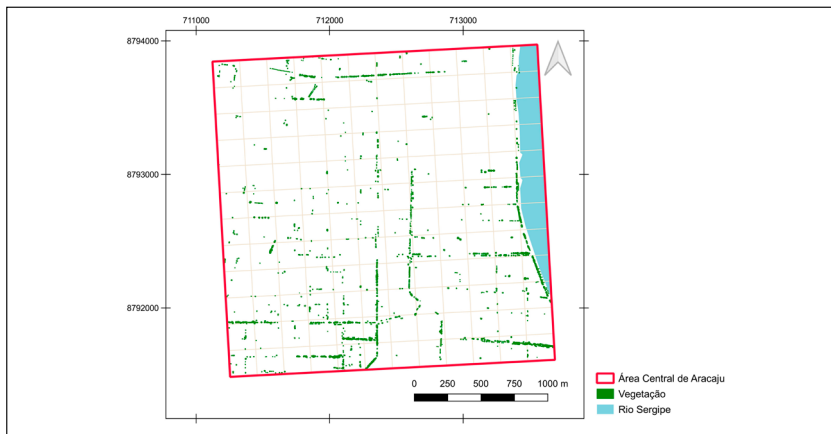 711000 712000 713000
8794000
8793000
8792000
0 250 500 750 1000 m
Área Central de Aracaju
Vegetação
Rio Sergipe